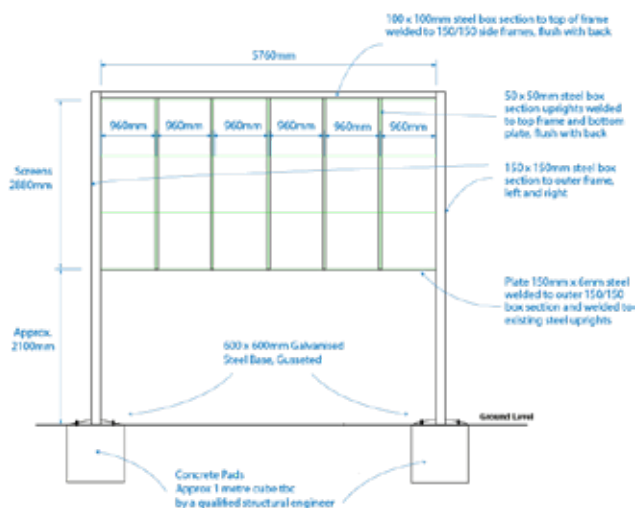 100 x 100mm steel box section to top of frame
welded to 150/150 side frames, flush with back
5760mm
50 x 50mm steel box
section uprights welded
to top frame and bottom
plate, flush with back
960mm
960mm
960mm
960mm
960mm
960mm
Screens
2880mm
150 x 150mm steel box
section to outer frame,
left and right
Plate 150mm x 6mm steel
welded to outer 150/150
box section and welded to
existing steel uprights
Approx.
2100mm
600 x 600mm Galvanised
Steel Base, Gusseted
Ground Level
Concrete Pads
Approx 1 metre cube tbc
by a qualified structural engineer